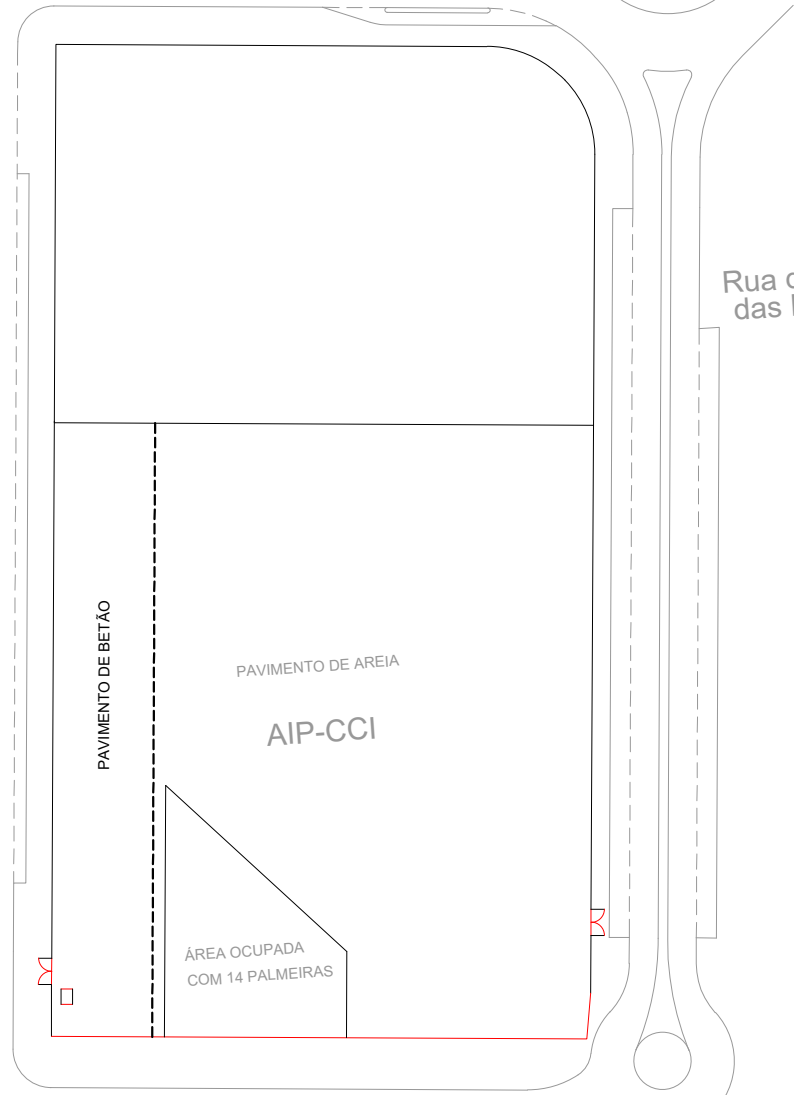 Rua
das
PAVIMENTO DE BETÃO
PAVIMENTO DE AREIA
AIP-CCI
ÁREA OCUPADA
COM 14 PALMEIRAS